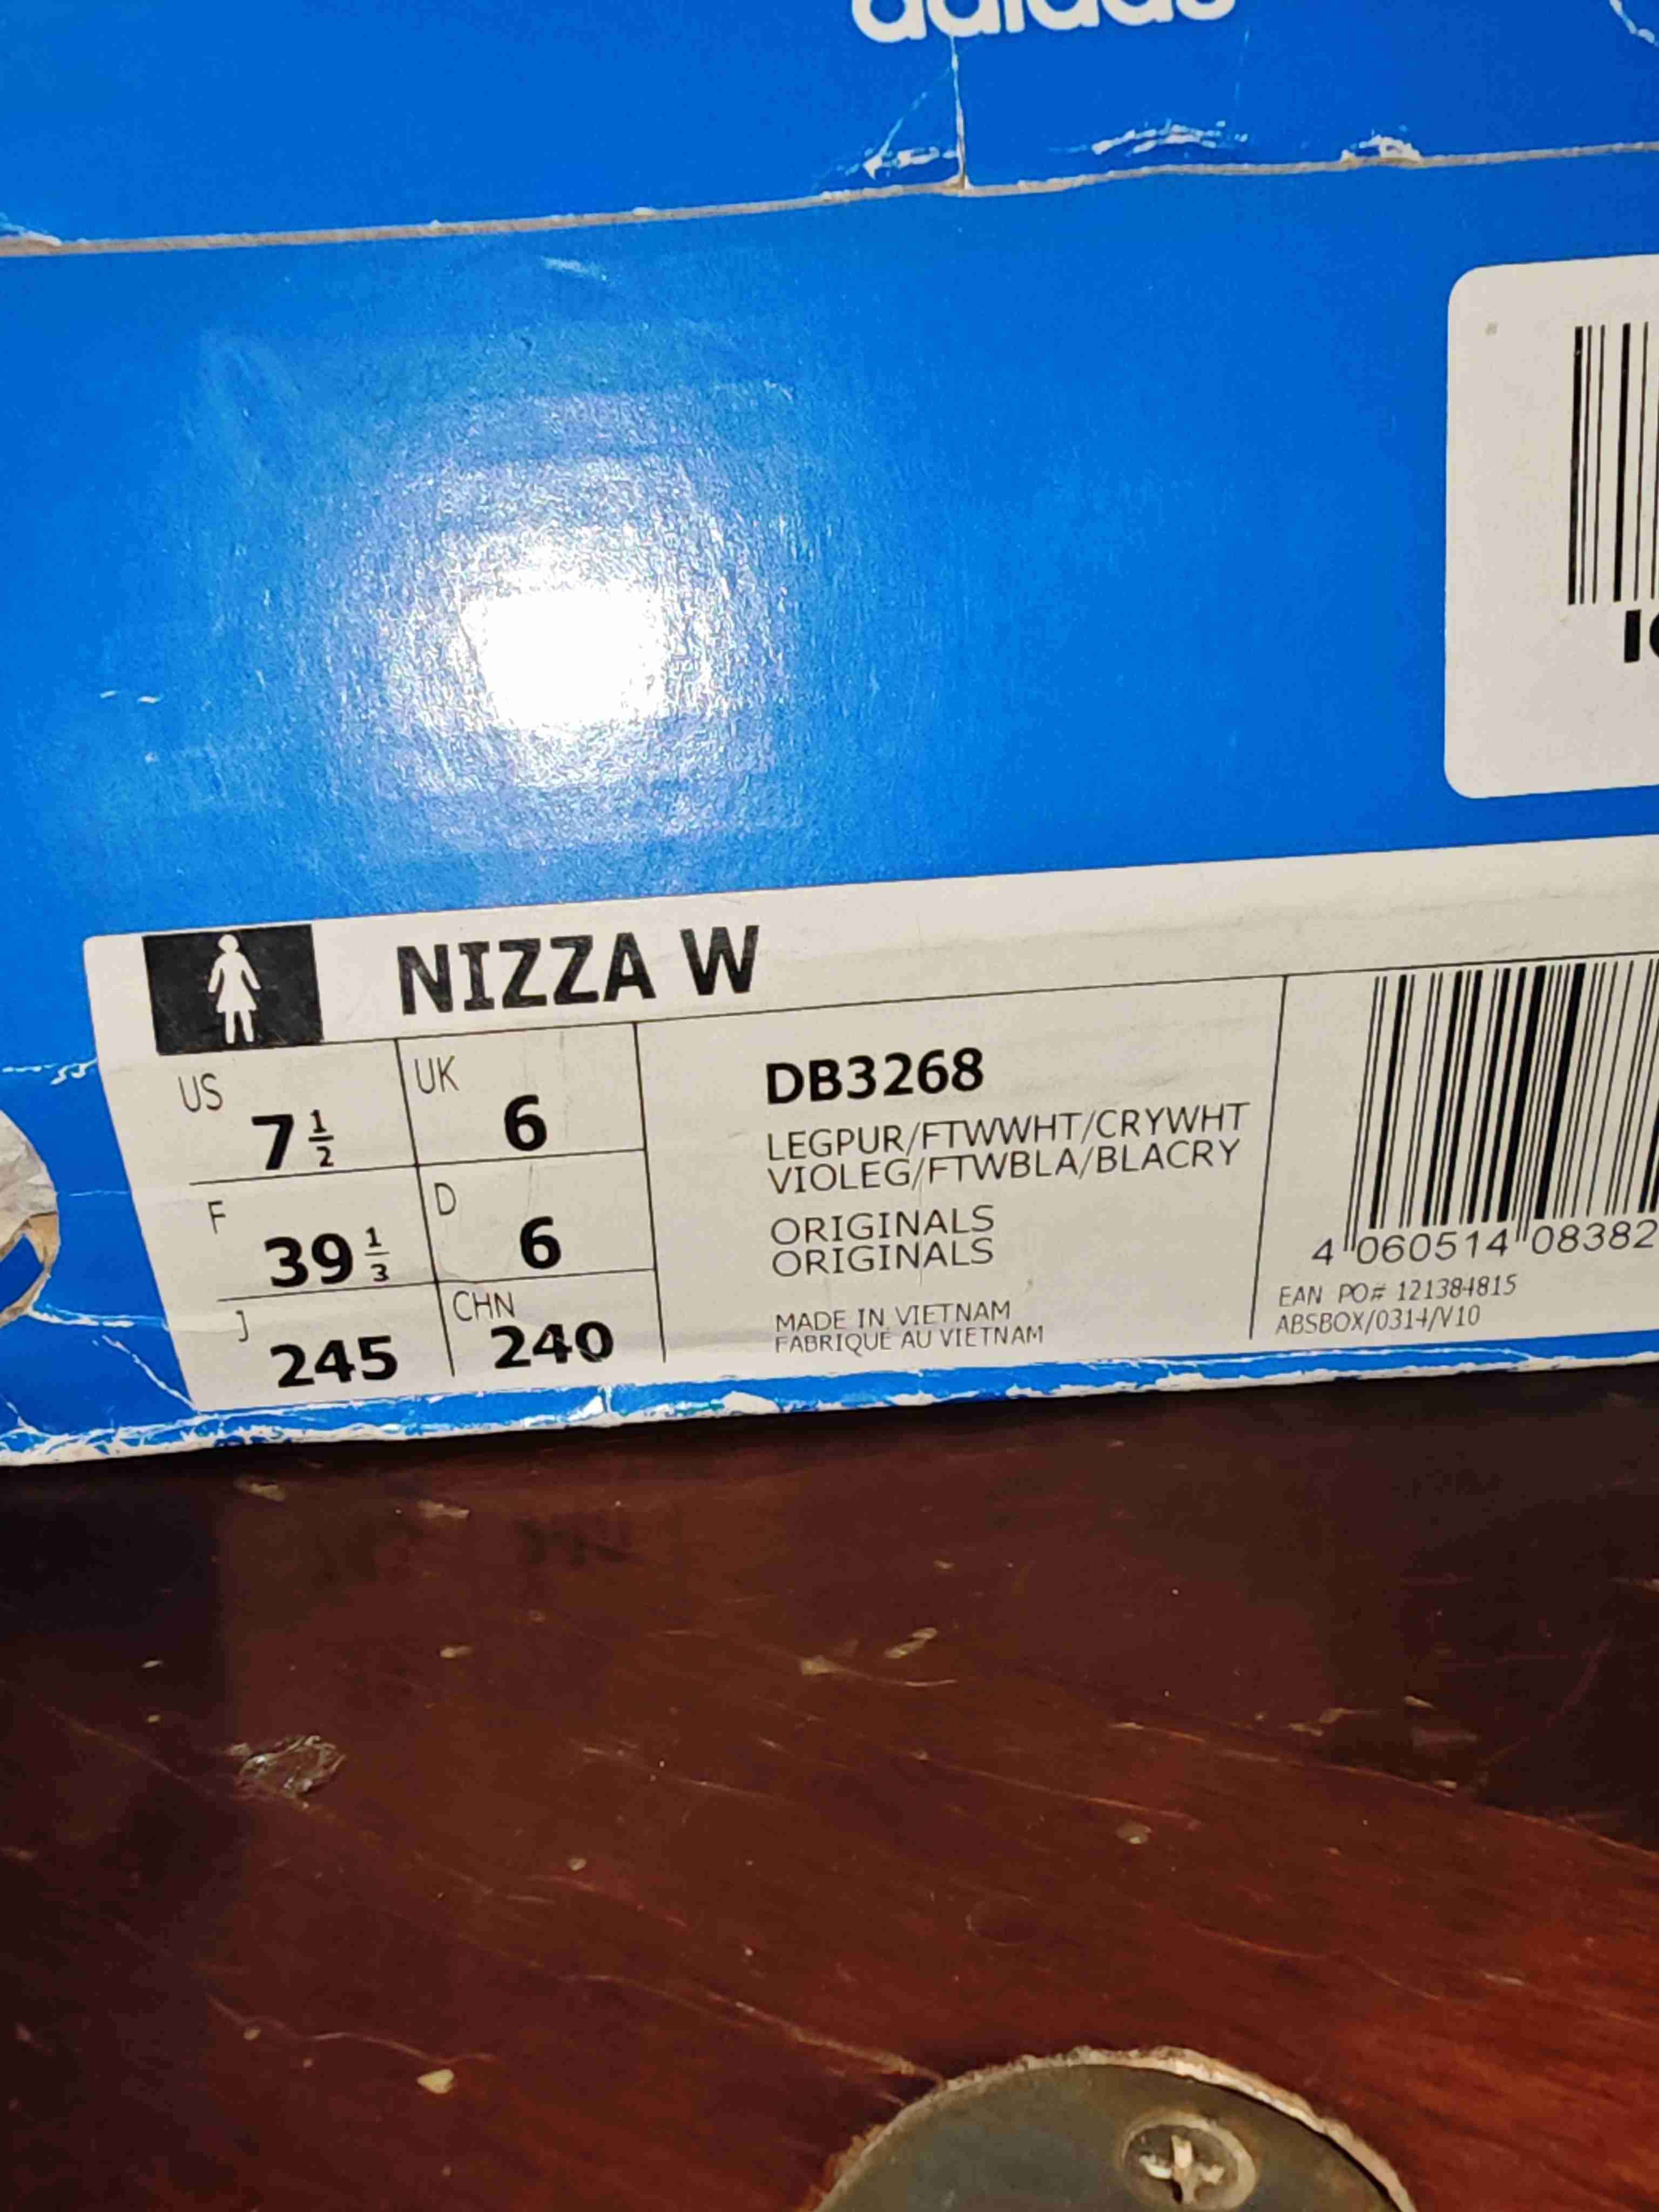 adidas
NIZZA W
US 7 1/2 UK 6
F 39 1/3 D 6
J 245 CHN 240
DB3268
LEGPUR/FTWWHT/CRYWHT
VIOLEG/FTWBLA/BLACRY
ORIGINALS
ORIGINALS
MADE IN VIETNAM
FABRIQUÉ AU VIETNAM
4 060514 08382
EAN PO# 121384815
ABSBOX/0314/V10